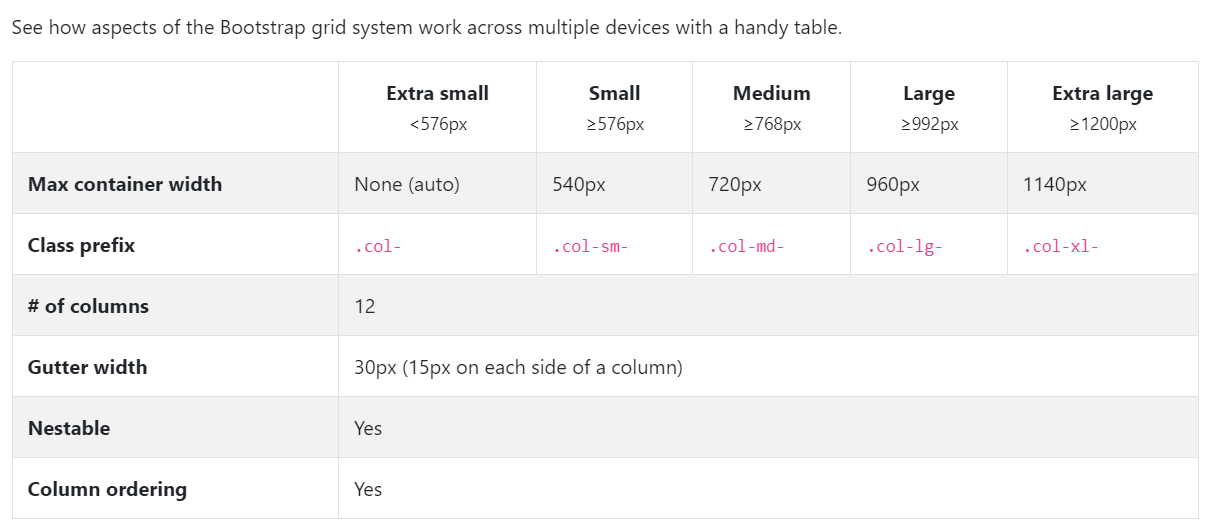 See how aspects of the Bootstrap grid system work across multiple devices with a handy table.
Extra small Small Medium Large Extra large
<576px ≥576px ≥768px ≥992px ≥1200px
Max container width None (auto) 540px 720px 960px 1140px
Class prefix .col- .col-sm- .col-md- .col-lg- .col-xl-
# of columns 12
Gutter width 30px (15px on each side of a column)
Nestable Yes
Column ordering Yes